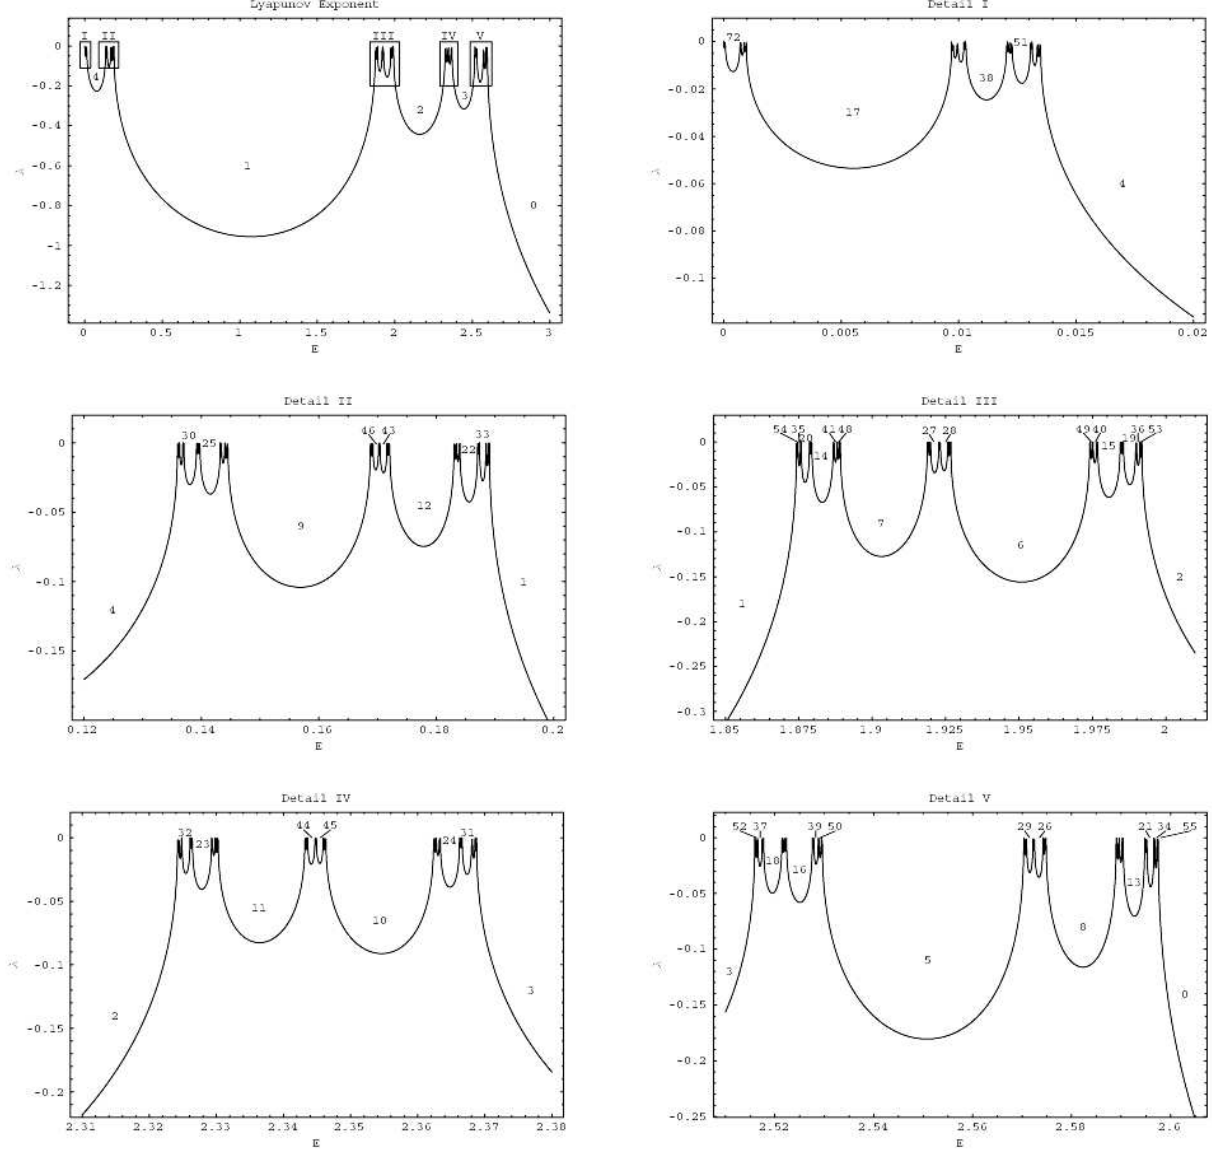 Lyapunov Exponent
I II III IV V
0
-0.2
-0.4
-0.6
-0.8
-1
-1.2
4 1 2 3 0
0 0.5 1 1.5 2 2.5 3
E
λ
Detail I
0
-0.02
-0.04
-0.06
-0.08
-0.1
72 17 38 51 4
0 0.005 0.01 0.015 0.02
E
λ
Detail II
0
-0.05
-0.1
-0.15
4 30 25 9 46 43 12 22 33 1
0.12 0.14 0.16 0.18 0.2
E
λ
Detail III
0
-0.05
-0.1
-0.15
-0.2
-0.25
-0.3
1 54 35 20 14 41 48 7 27 28 6 49 40 15 19 36 53 2
1.85 1.875 1.9 1.925 1.95 1.975 2
E
λ
Detail IV
0
-0.05
-0.1
-0.15
-0.2
2 32 23 11 44 45 10 24 31 3
2.31 2.32 2.33 2.34 2.35 2.36 2.37 2.38
E
λ
Detail V
0
-0.05
-0.1
-0.15
-0.2
-0.25
3 52 37 18 16 39 50 5 29 26 8 13 21 34 55 0
2.52 2.54 2.56 2.58 2.6
E
λ